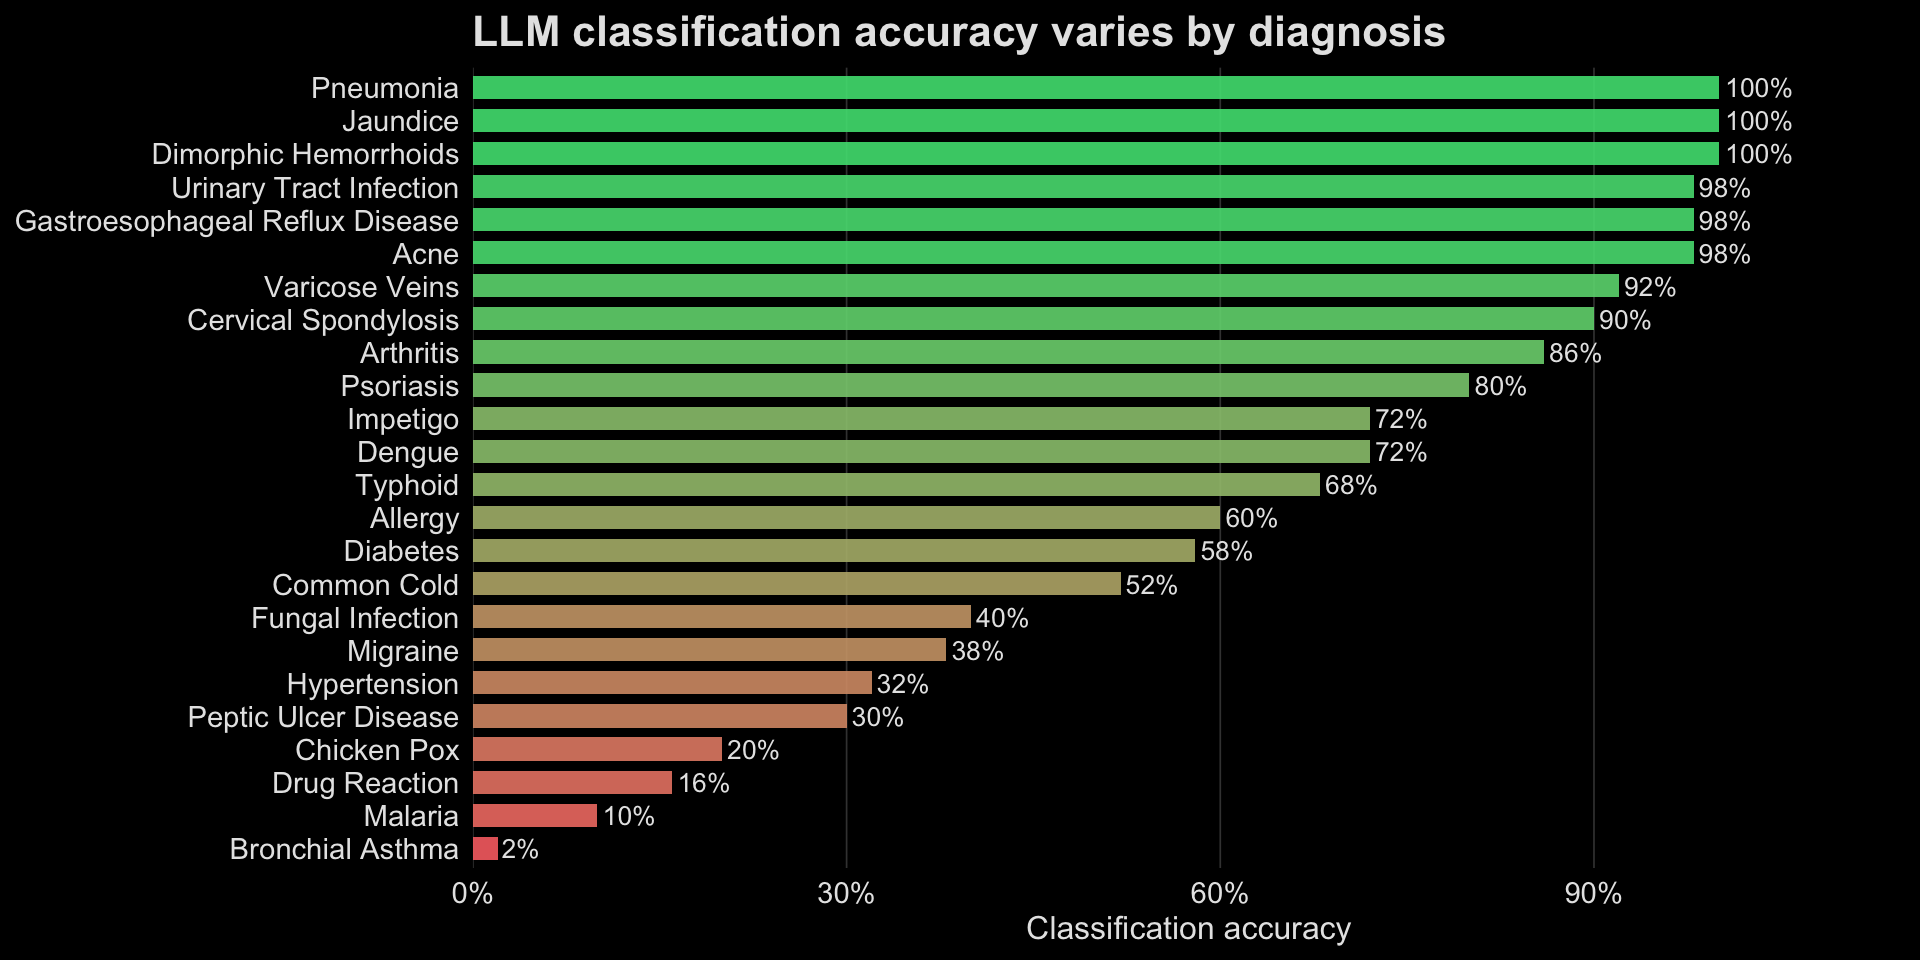 LLM classification accuracy varies by diagnosis
Pneumonia 100%
Jaundice 100%
Dimorphic Hemorrhoids 100%
Urinary Tract Infection 98%
Gastroesophageal Reflux Disease 98%
Acne 98%
Varicose Veins 92%
Cervical Spondylosis 90%
Arthritis 86%
Psoriasis 80%
Impetigo 72%
Dengue 72%
Typhoid 68%
Allergy 60%
Diabetes 58%
Common Cold 52%
Fungal Infection 40%
Migraine 38%
Hypertension 32%
Peptic Ulcer Disease 30%
Chicken Pox 20%
Drug Reaction 16%
Malaria 10%
Bronchial Asthma 2%
0% 30% 60% 90%
Classification accuracy